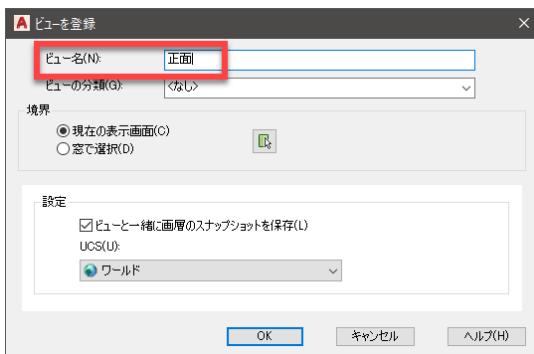 ビューを登録
ビュー名(N): 正面
ビューの分類(G): <なし>
境界
現在の表示画面(C)
窓で選択(D)
設定
ビューと一緒に画層のスナップショットを保存(L)
UCS(U):
ワールド
OK キャンセル ヘルプ(H)